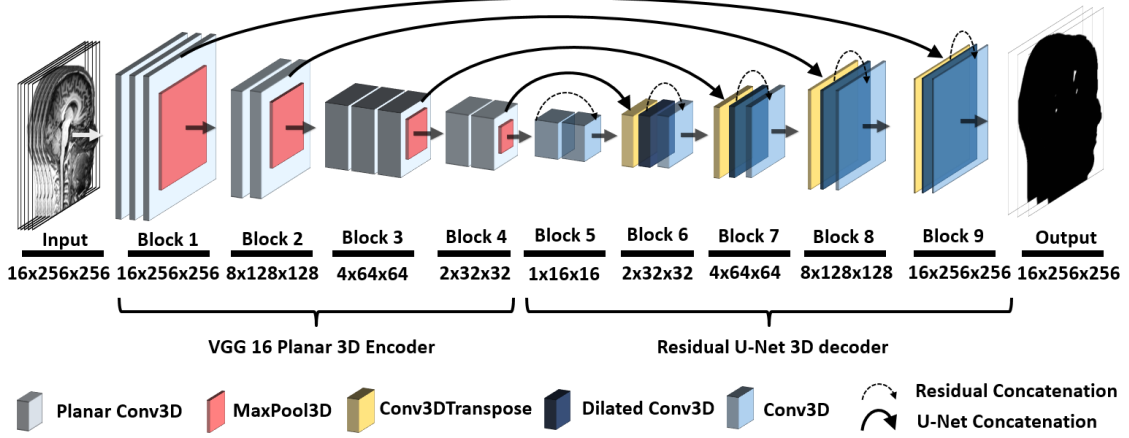 Input Block 1 Block 2 Block 3 Block 4 Block 5 Block 6 Block 7 Block 8 Block 9 Output
16x256x256 16x256x256 8x128x128 4x64x64 2x32x32 1x16x16 2x32x32 4x64x64 8x128x128 16x256x256 16x256x256
VGG 16 Planar 3D Encoder Residual U-Net 3D decoder
Planar Conv3D MaxPool3D Conv3DTranspose Dilated Conv3D Conv3D Residual Concatenation
U-Net Concatenation